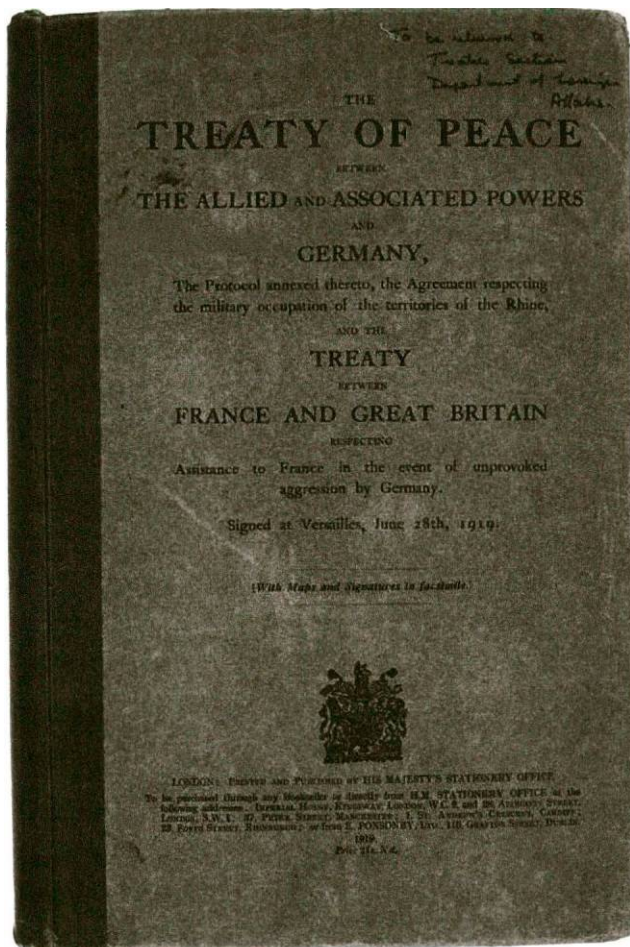 To be returned to
Treaties Section
Department of Foreign
Affairs.
THE
TREATY OF PEACE
BETWEEN
THE ALLIED AND ASSOCIATED POWERS
AND
GERMANY,
The Protocol annexed thereto, the Agreement respecting
the military occupation of the territories of the Rhine,
AND THE
TREATY
BETWEEN
FRANCE AND GREAT BRITAIN
RESPECTING
Assistance to France in the event of unprovoked
aggression by Germany.
Signed at Versailles, June 28th, 1919.
[With Maps and Signatures in facsimile.]
LONDON: PRINTED AND PUBLISHED BY HIS MAJESTY'S STATIONERY OFFICE
To be purchased through any Bookseller or directly from H.M. STATIONERY OFFICE at the
following addresses: IMPERIAL HOUSE, KINGSWAY, LONDON, W.C. 2, and 28, ABINGDON STREET,
LONDON, S.W. 1; 37, PETER STREET, MANCHESTER; 1, ST. ANDREW'S CRESCENT, CARDIFF;
23, FORTH STREET, EDINBURGH; or from E. PONSONBY, LTD., 116, GRAFTON STREET, DUBLIN.
1919.
Price 21s. Net.